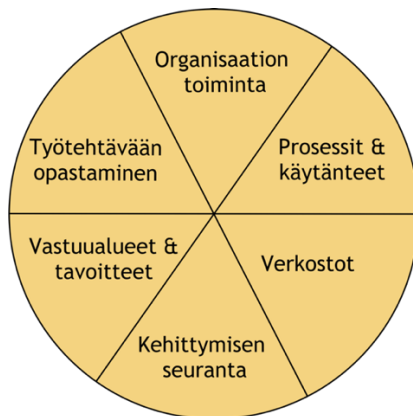 Organisaation
toiminta
Prosessit &
käytänteet
Verkostot
Kehittymisen
seuranta
Vastuualueet &
tavoitteet
Työtehtävään
opastaminen